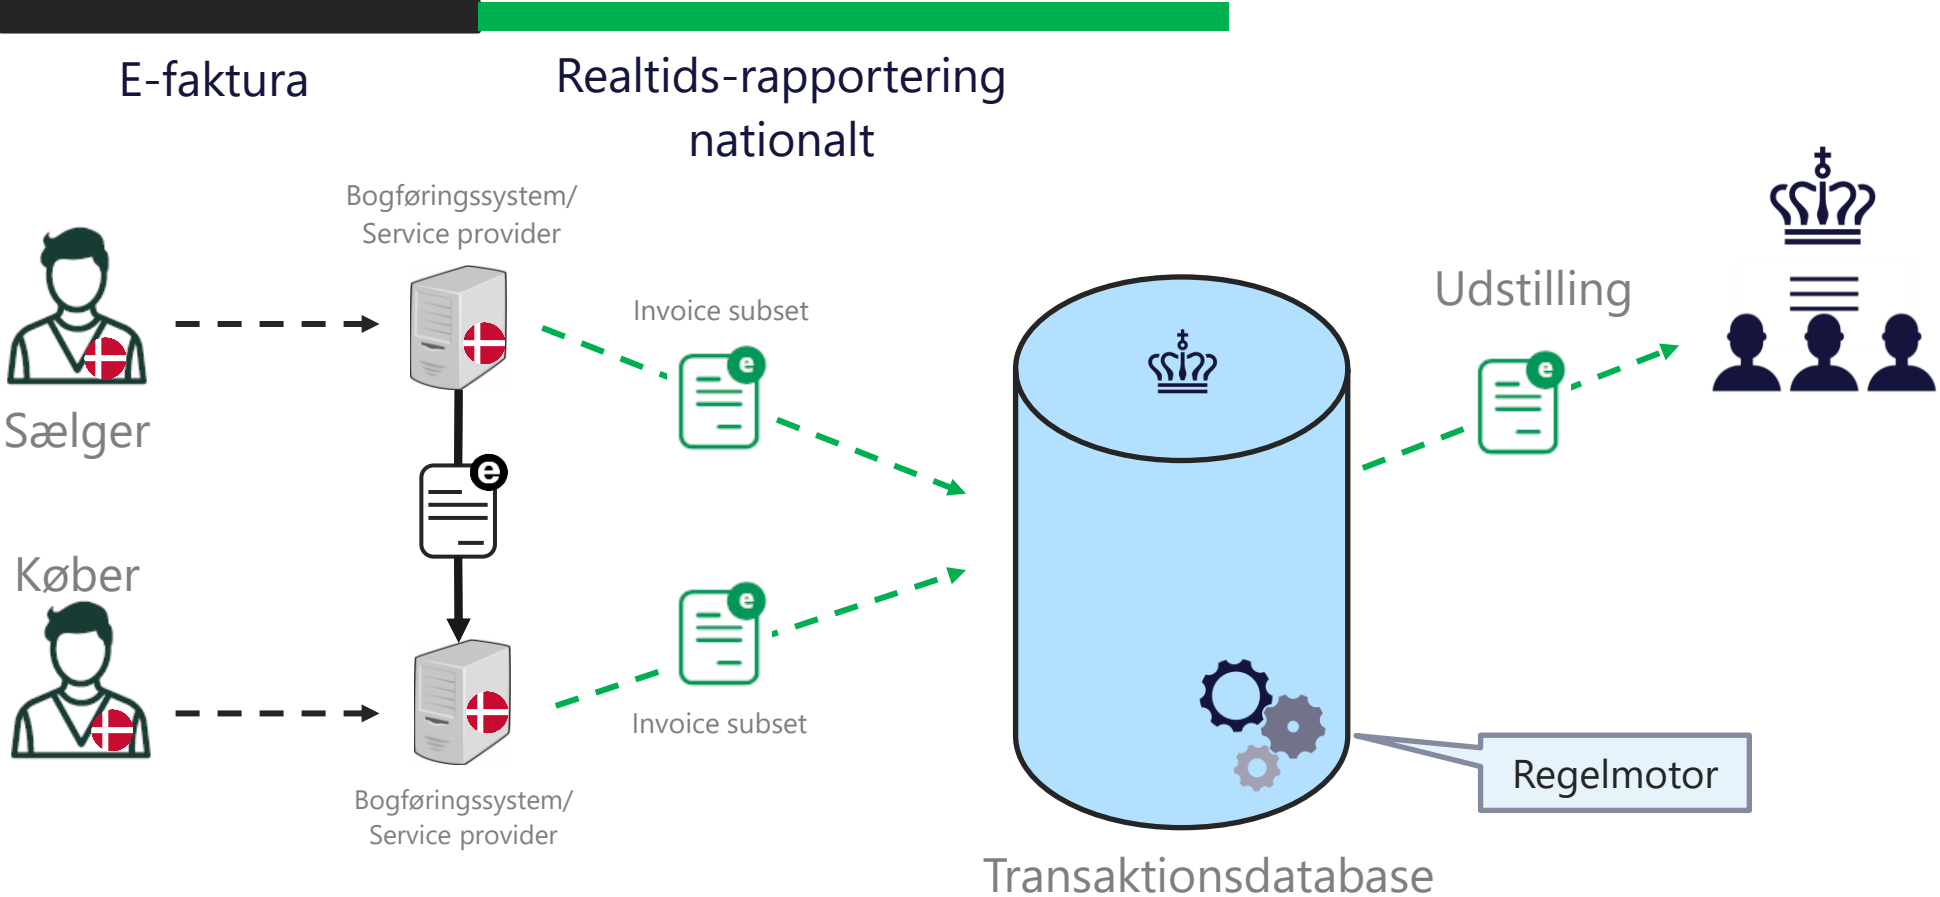 E-faktura
Realtids-rapportering
nationalt
Bogføringssystem/
Service provider
Sælger
Invoice subset
e
e
Udstilling
e
Køber
e
Invoice subset
Bogføringssystem/
Service provider
Regelmotor
Transaktionsdatabase